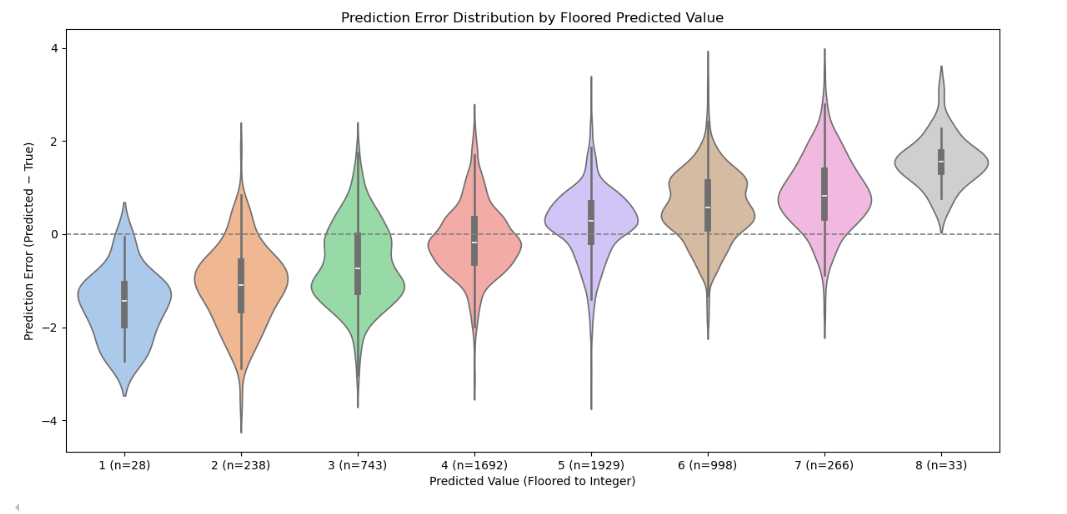 Prediction Error Distribution by Floored Predicted Value
Prediction Error (Predicted − True)
4
2
0
−2
−4
1 (n=28) 2 (n=238) 3 (n=743) 4 (n=1692) 5 (n=1929) 6 (n=998) 7 (n=266) 8 (n=33)
Predicted Value (Floored to Integer)